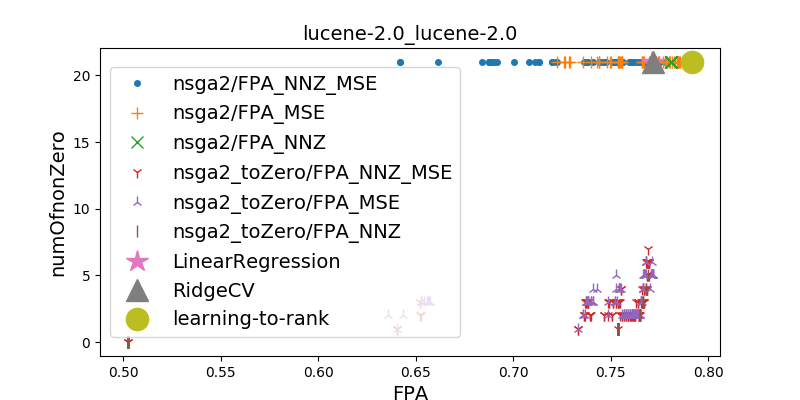 lucene-2.0_lucene-2.0
numOfnonZero
20
15
10
5
0
nsga2/FPA_NNZ_MSE
nsga2/FPA_MSE
nsga2/FPA_NNZ
nsga2_toZero/FPA_NNZ_MSE
nsga2_toZero/FPA_MSE
nsga2_toZero/FPA_NNZ
LinearRegression
RidgeCV
learning-to-rank
0.50 0.55 0.60 0.65 0.70 0.75 0.80
FPA